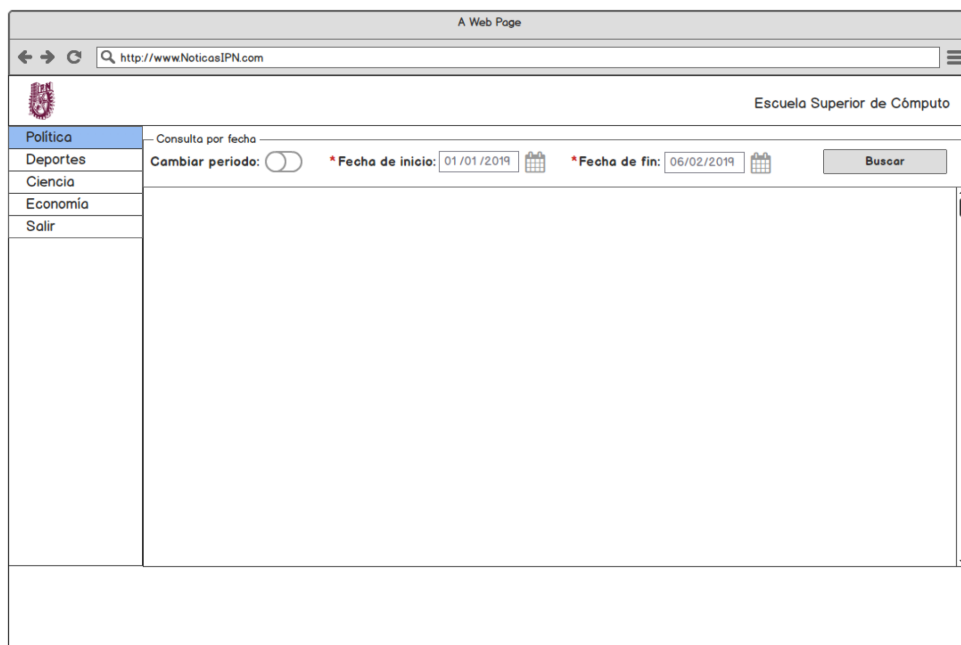 A Web Page
http://www.NoticasIPN.com
IPN
Escuela Superior de Cómputo
Política
Deportes
Ciencia
Economía
Salir
Consulta por fecha
Cambiar periodo: *Fecha de inicio: 01/01/2019 *Fecha de fin: 06/02/2019 Buscar